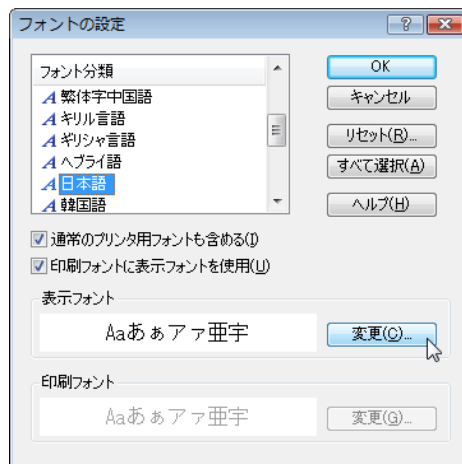 フォントの設定
フォント分類
繁体字中国語
キリル言語
ギリシャ言語
ヘブライ語
日本語
韓国語
OK
キャンセル
リセット(R)...
すべて選択(A)
ヘルプ(H)
通常のプリンタ用フォントも含める(I)
印刷フォントに表示フォントを使用(U)
表示フォント
Aaあぁアァ亜宇
変更(C)...
印刷フォント
Aaあぁアァ亜宇
変更(G)...